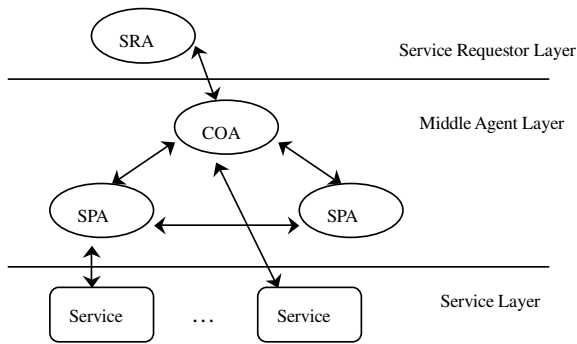 SRA
Service Requestor Layer
COA
Middle Agent Layer
SPA
SPA
Service
...
Service
Service Layer